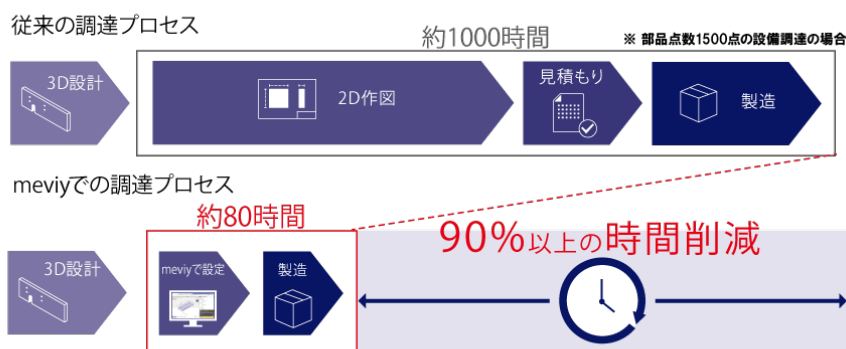 従来の調達プロセス
約1000時間
※ 部品点数1500点の設備調達の場合
3D設計
2D作図
見積もり
製造
meviyでの調達プロセス
約80時間
90%以上の時間削減
3D設計
meviyで設定
製造